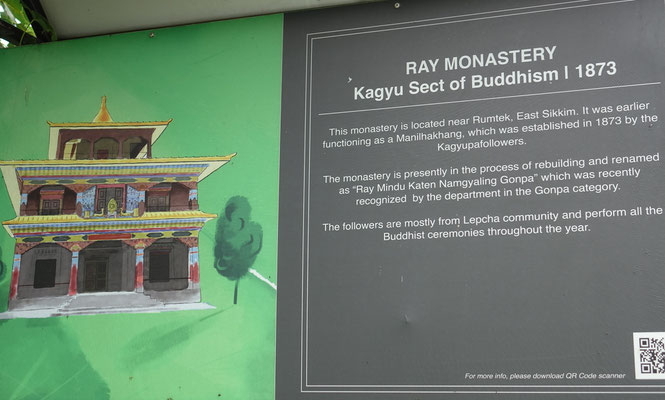 RAY MONASTERY
Kagyu Sect of Buddhism | 1873
This monastery is located near Rumtek, East Sikkim. It was earlier
functioning as a Manilhakhang, which was established in 1873 by the
Kagyupafollowers.
The monastery is presently in the process of rebuilding and renamed
as "Ray Mindu Katen Namgyaling Gonpa" which was recently
recognized by the department in the Gonpa category.
The followers are mostly from Lepcha community and perform all the
Buddhist ceremonies throughout the year.
For more info, please download QR Code scanner